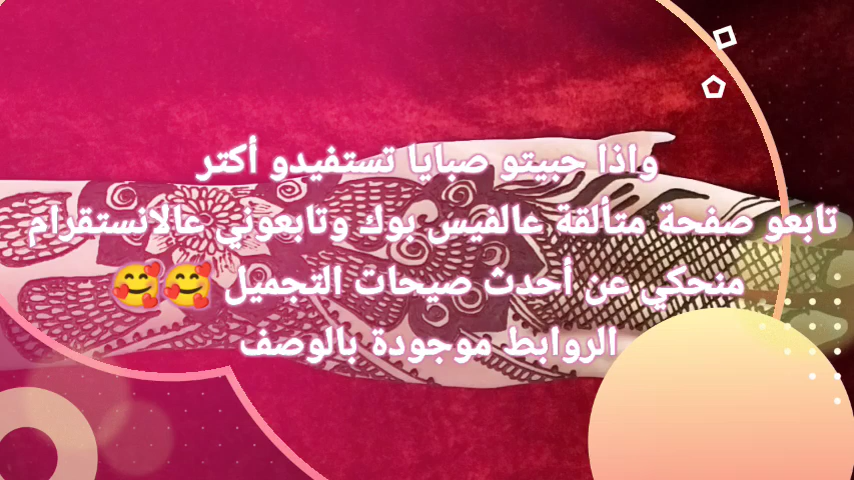 واذا حبيتو صبايا تستفيدو أكتر
تابعو صفحة متألقة عالفيس بوك وتابعوني عالانستقرام
منحكي عن أحدث صيحات التجميل 🥰🥰
الروابط موجودة بالوصف